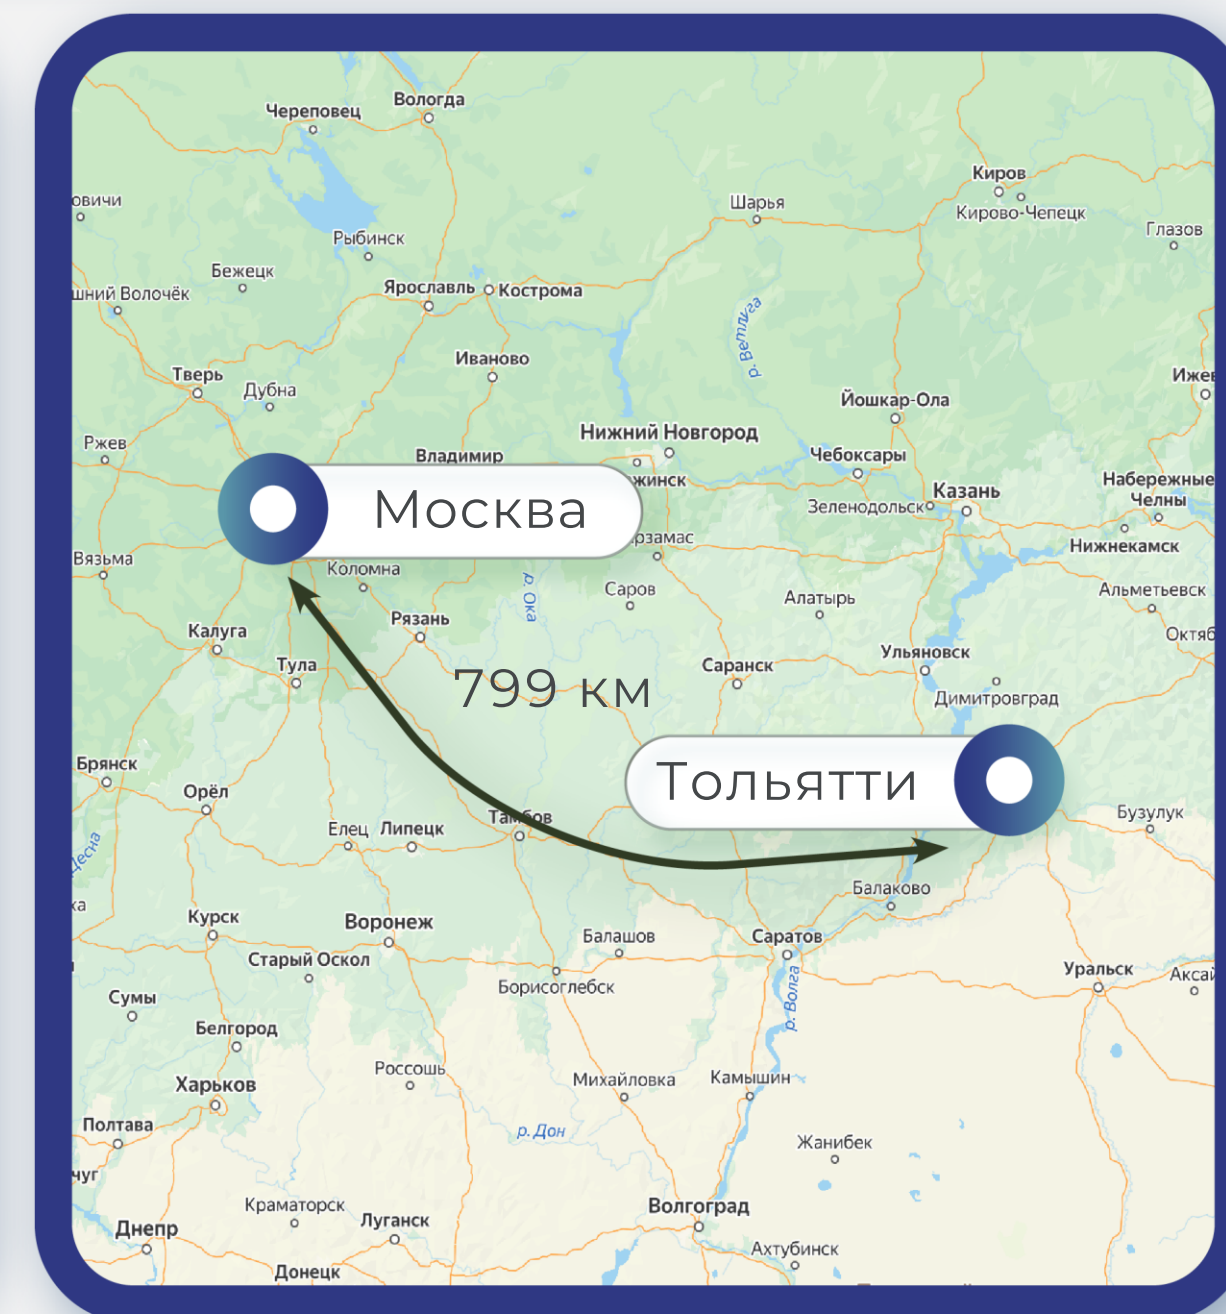 Череповец
Вологда
Киров
Кирово-Чепецк
Шарья
Глазов
Рыбинск
Бежецк
Ярославль
Кострома
шний Волочёк
р. Ветлуга
Иваново
Тверь
Дубна
Йошкар-Ола
Нижний Новгород
Ржев
Владимир
Чебоксары
Москва
Казань
Зеленодольск
Набережные
Челны
Нижнекамск
Вязьма
Коломна
р. Ока
Саров
Алатырь
Альметьевск
Рязань
Калуга
Тула
Саранск
Ульяновск
799 км
Димитровград
Брянск
Тольятти
Орёл
Елец
Липецк
Тамбов
Бузулук
Балаково
Курск
Воронеж
Балашов
Саратов
Старый Оскол
Борисоглебск
Уральск
р. Волга
Сумы
Белгород
Россошь
Харьков
Михайловка
Камышин
Полтава
р. Дон
Жанибек
Краматорск
Луганск
Волгоград
Днепр
Ахтубинск
Донецк